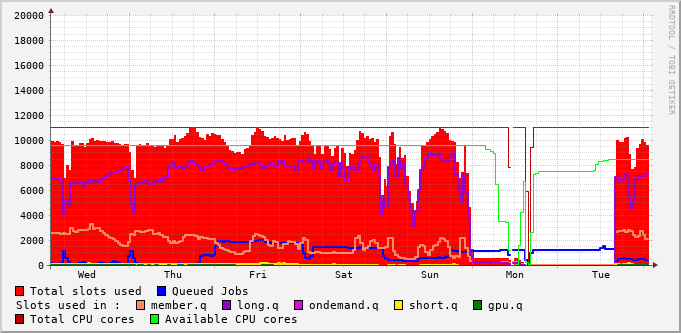 20000
18000
16000
14000
12000
10000
8000
6000
4000
2000
0
Wed Thu Fri Sat Sun Mon Tue
RRDTOOL / TOBI OETIKER
Total slots used Queued Jobs
Slots used in : member.q long.q ondemand.q short.q gpu.q
Total CPU cores Available CPU cores